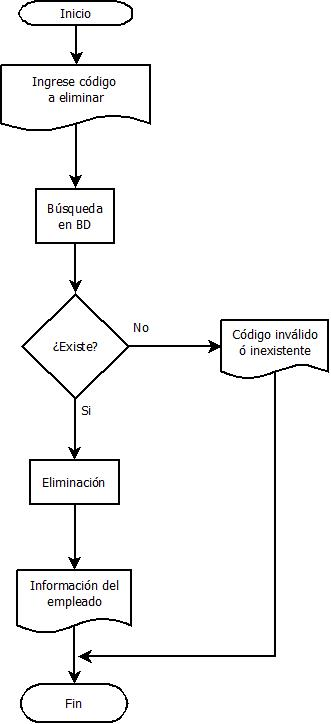 Inicio
Ingrese código
a eliminar
Búsqueda
en BD
¿Existe?
No
Código inválido
ó inexistente
Si
Eliminación
Información del
empleado
Fin